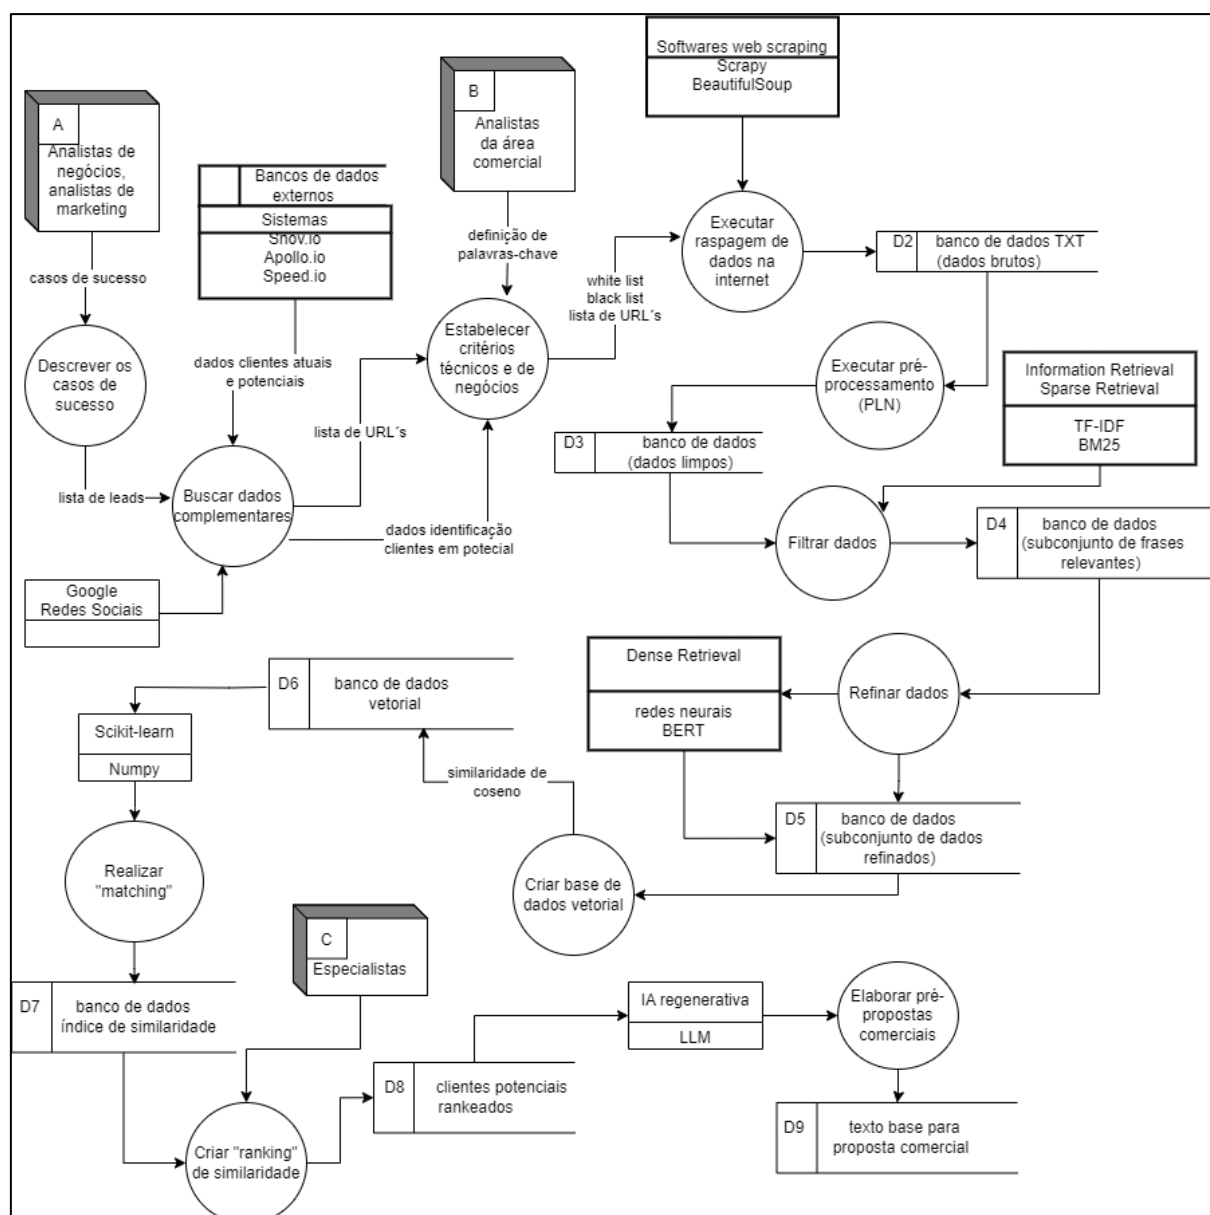 Softwares web scraping
Scrapy
BeautifulSoup
A
Analistas de
negócios,
analistas de
marketing
B
Analistas
da área
comercial
Bancos de dados
externos
Sistemas
Snov.io
Apollo.io
Speed.io
casos de sucesso
definição de
palavras-chave
Executar
raspagem de
dados na
internet
D2
banco de dados TXT
(dados brutos)
white list
black list
lista de URL´s
Descrever os
casos de
sucesso
dados clientes atuais
e potenciais
Estabelecer
critérios
técnicos e de
negócios
Executar pré-
processamento
(PLN)
Information Retrieval
Sparse Retrieval
TF-IDF
BM25
lista de URL´s
D3
banco de dados
(dados limpos)
lista de leads
Buscar dados
complementares
dados identificação
clientes em potecial
Filtrar dados
D4
banco de dados
(subconjunto de frases
relevantes)
Google
Redes Sociais
Dense Retrieval
redes neurais
BERT
Refinar dados
D6
banco de dados
vetorial
Scikit-learn
Numpy
similaridade de
coseno
D5
banco de dados
(subconjunto de dados
refinados)
Realizar
"matching"
Criar base de
dados vetorial
C
Especialistas
D7
banco de dados
índice de similaridade
IA regenerativa
LLM
Elaborar pré-
propostas
comerciais
D8
clientes potenciais
rankeados
Criar "ranking"
de similaridade
D9
texto base para
proposta comercial